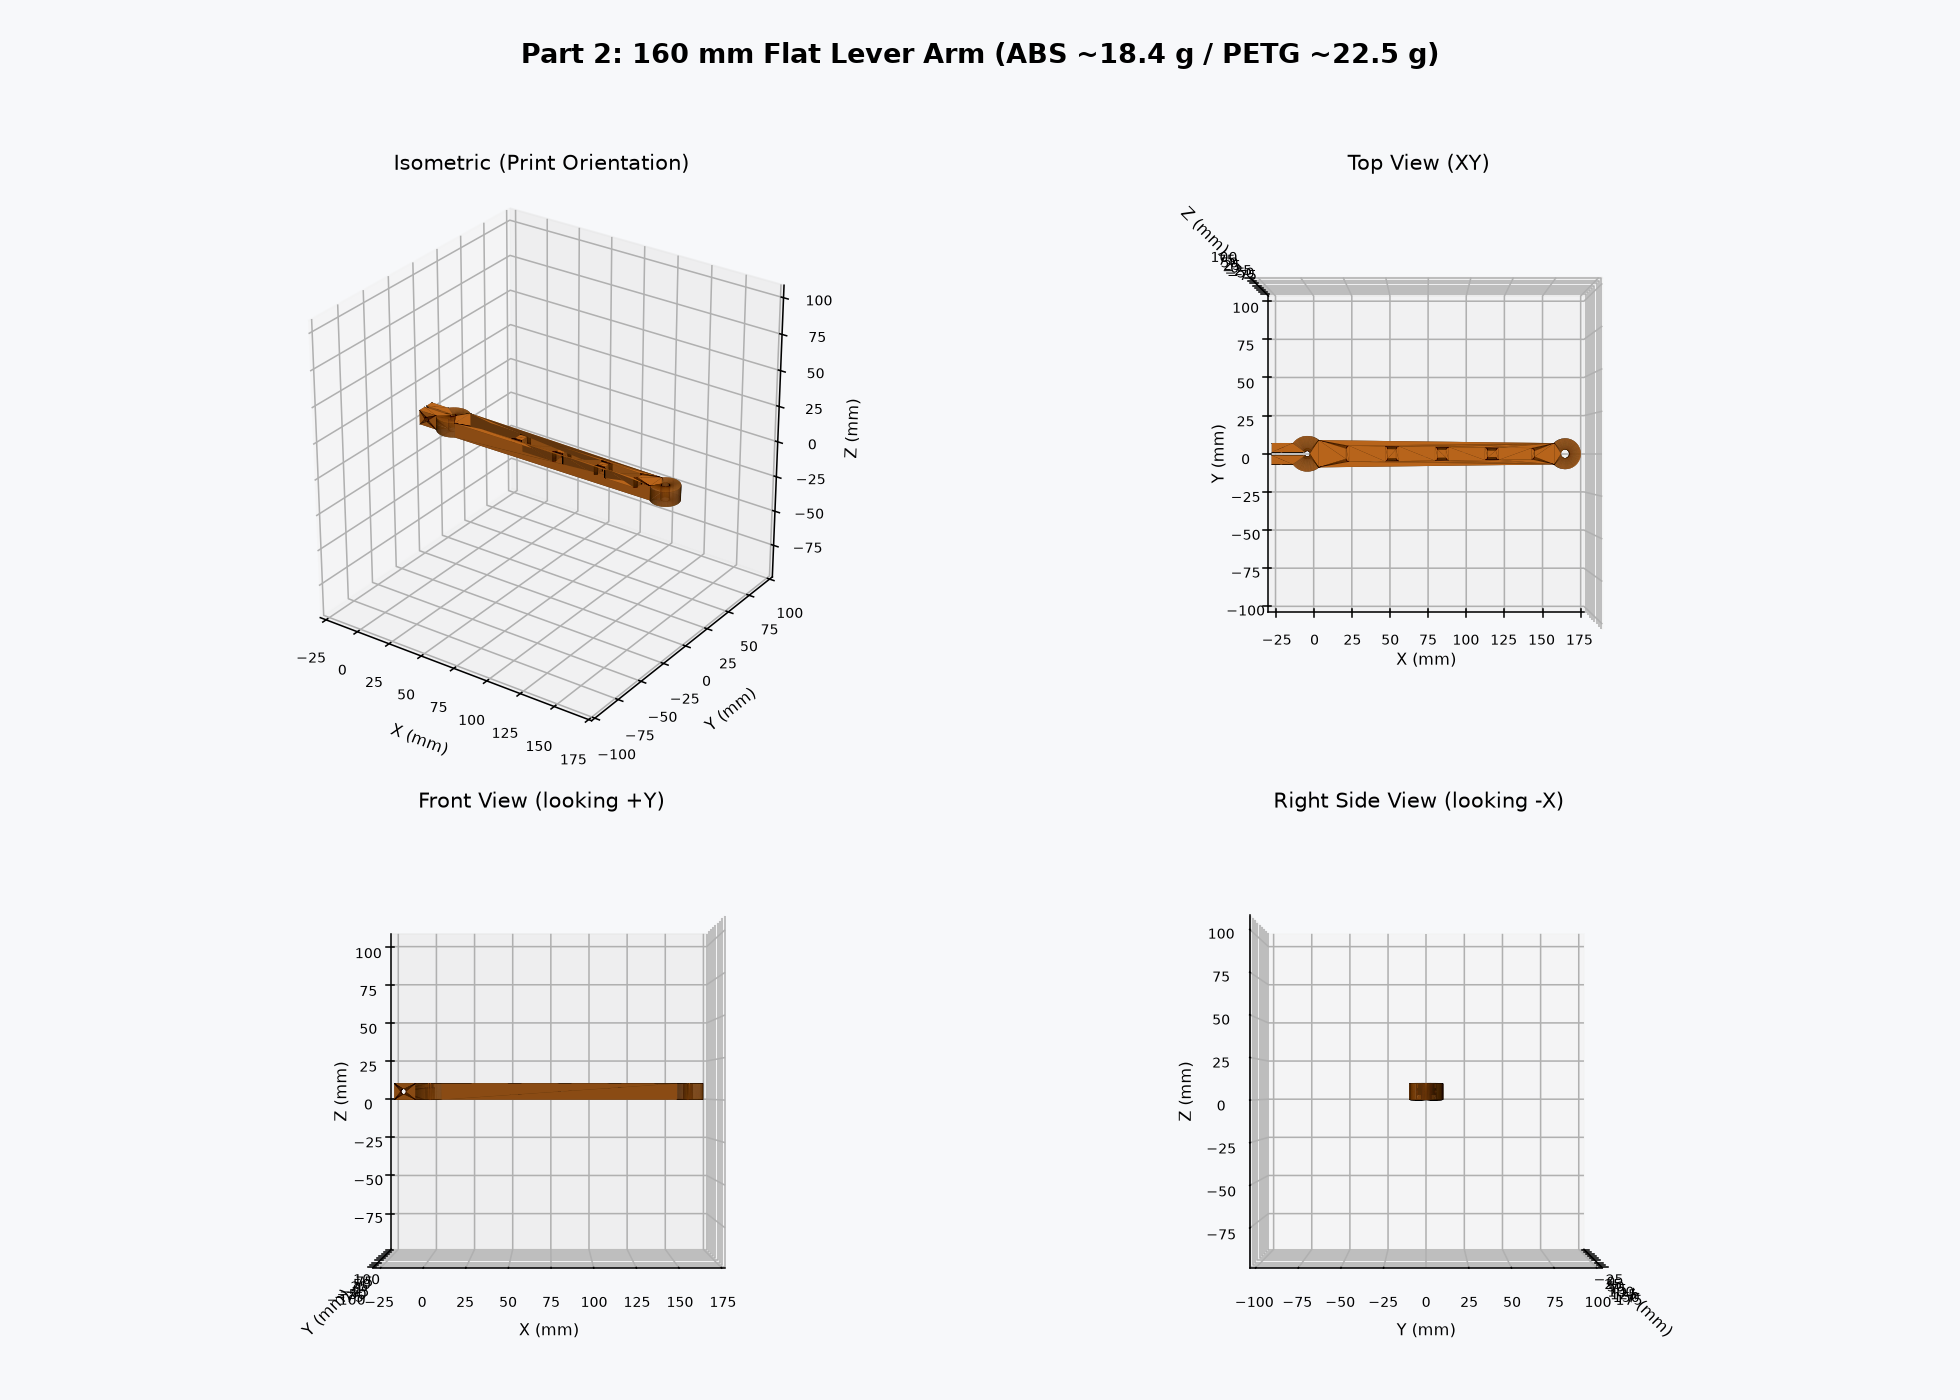 Part 2: 160 mm Flat Lever Arm (ABS ~18.4 g / PETG ~22.5 g)
Isometric (Print Orientation)
100
75
50
25
0
−25
−50
−75
Z (mm)
−25
0
25
50
75
100
125
150
175
X (mm)
−100
−75
−50
−25
0
25
50
75
100
Y (mm)
Top View (XY)
Z (mm)
100
75
50
25
0
−25
−50
−75
−100
Y (mm)
−25 0 25 50 75 100 125 150 175
X (mm)
Front View (looking +Y)
100
75
50
25
0
−25
−50
−75
Z (mm)
Y (mm)
−25 0 25 50 75 100 125 150 175
X (mm)
Right Side View (looking -X)
100
75
50
25
0
−25
−50
−75
Z (mm)
−100 −75 −50 −25 0 25 50 75 100
Y (mm)
−25
(mm)